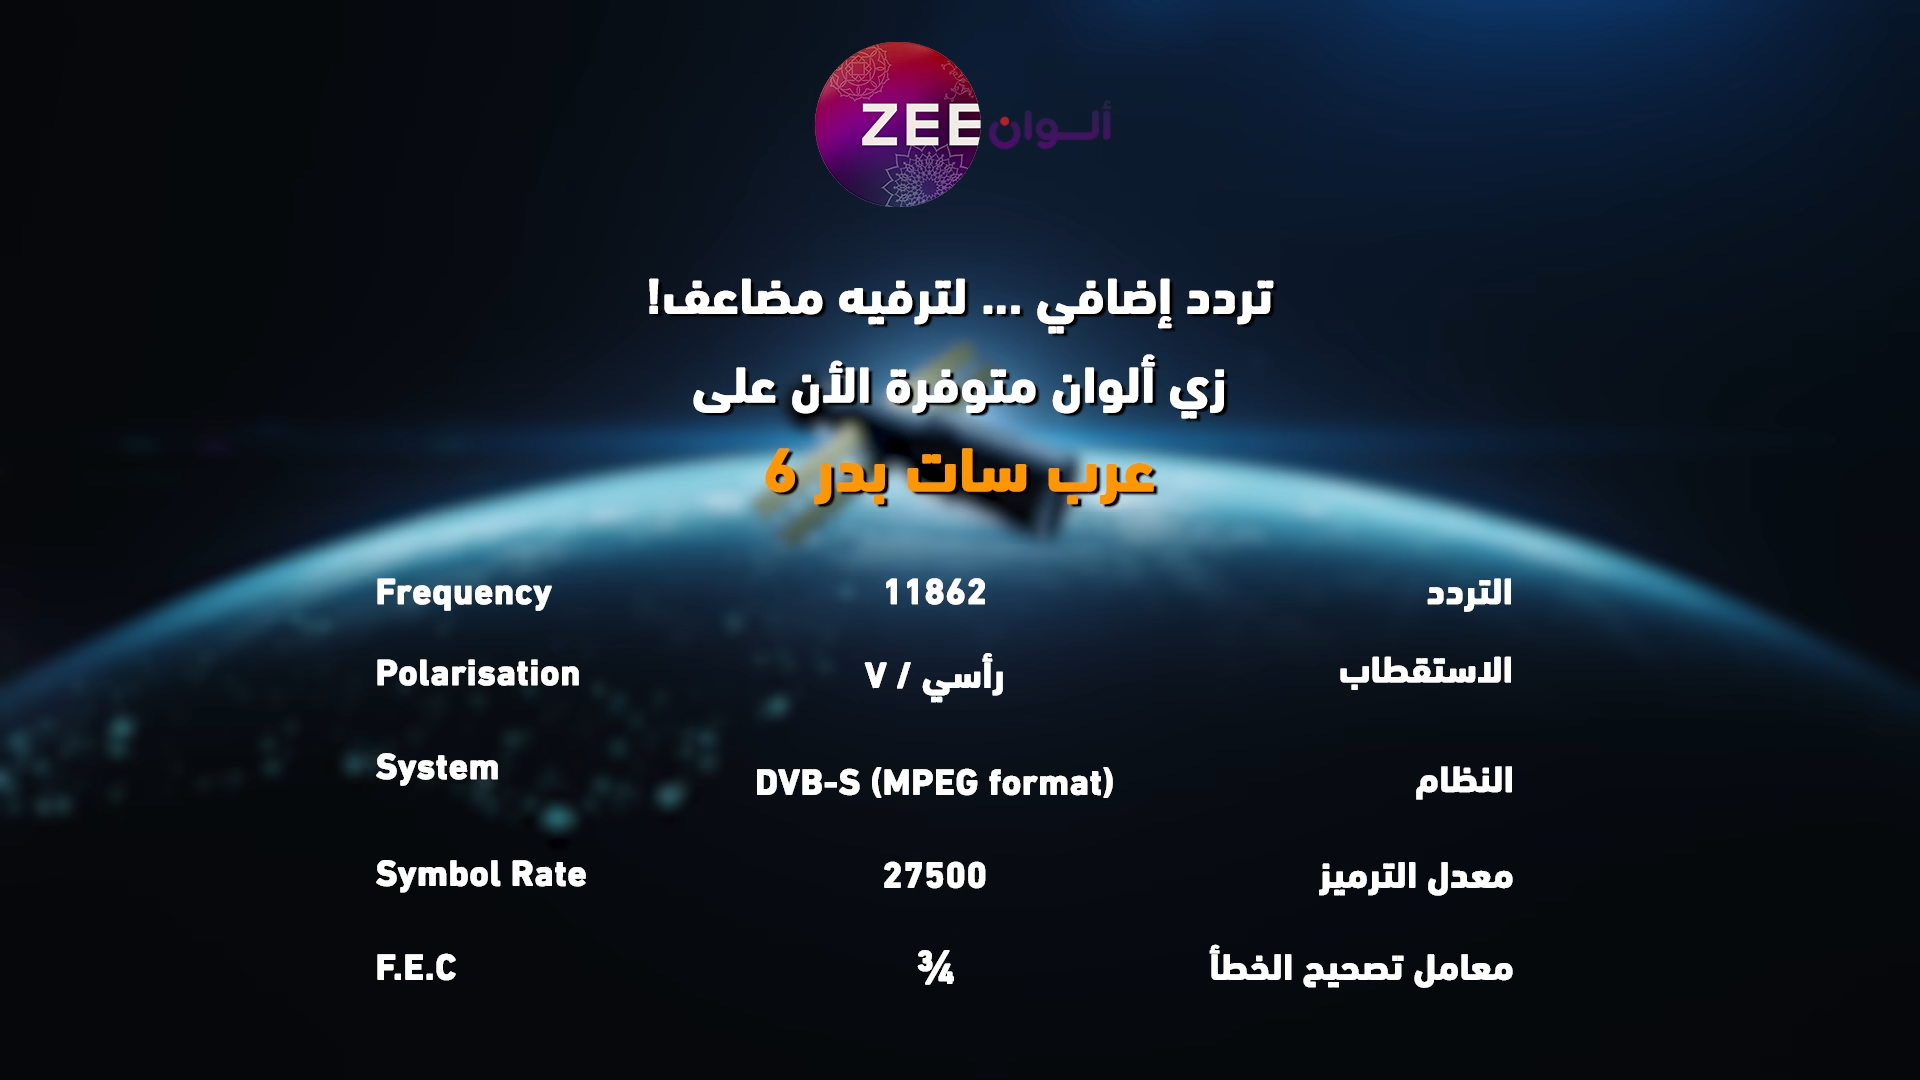 ZEE ألوان
تردد إضافي ... لترفيه مضاعف!
زي ألوان متوفرة الأن على
عرب سات بدر 6
Frequency 11862 التردد
Polarisation رأسي / V الاستقطاب
System DVB-S (MPEG format) النظام
Symbol Rate 27500 معدل الترميز
F.E.C ¾ معامل تصحيح الخطأ